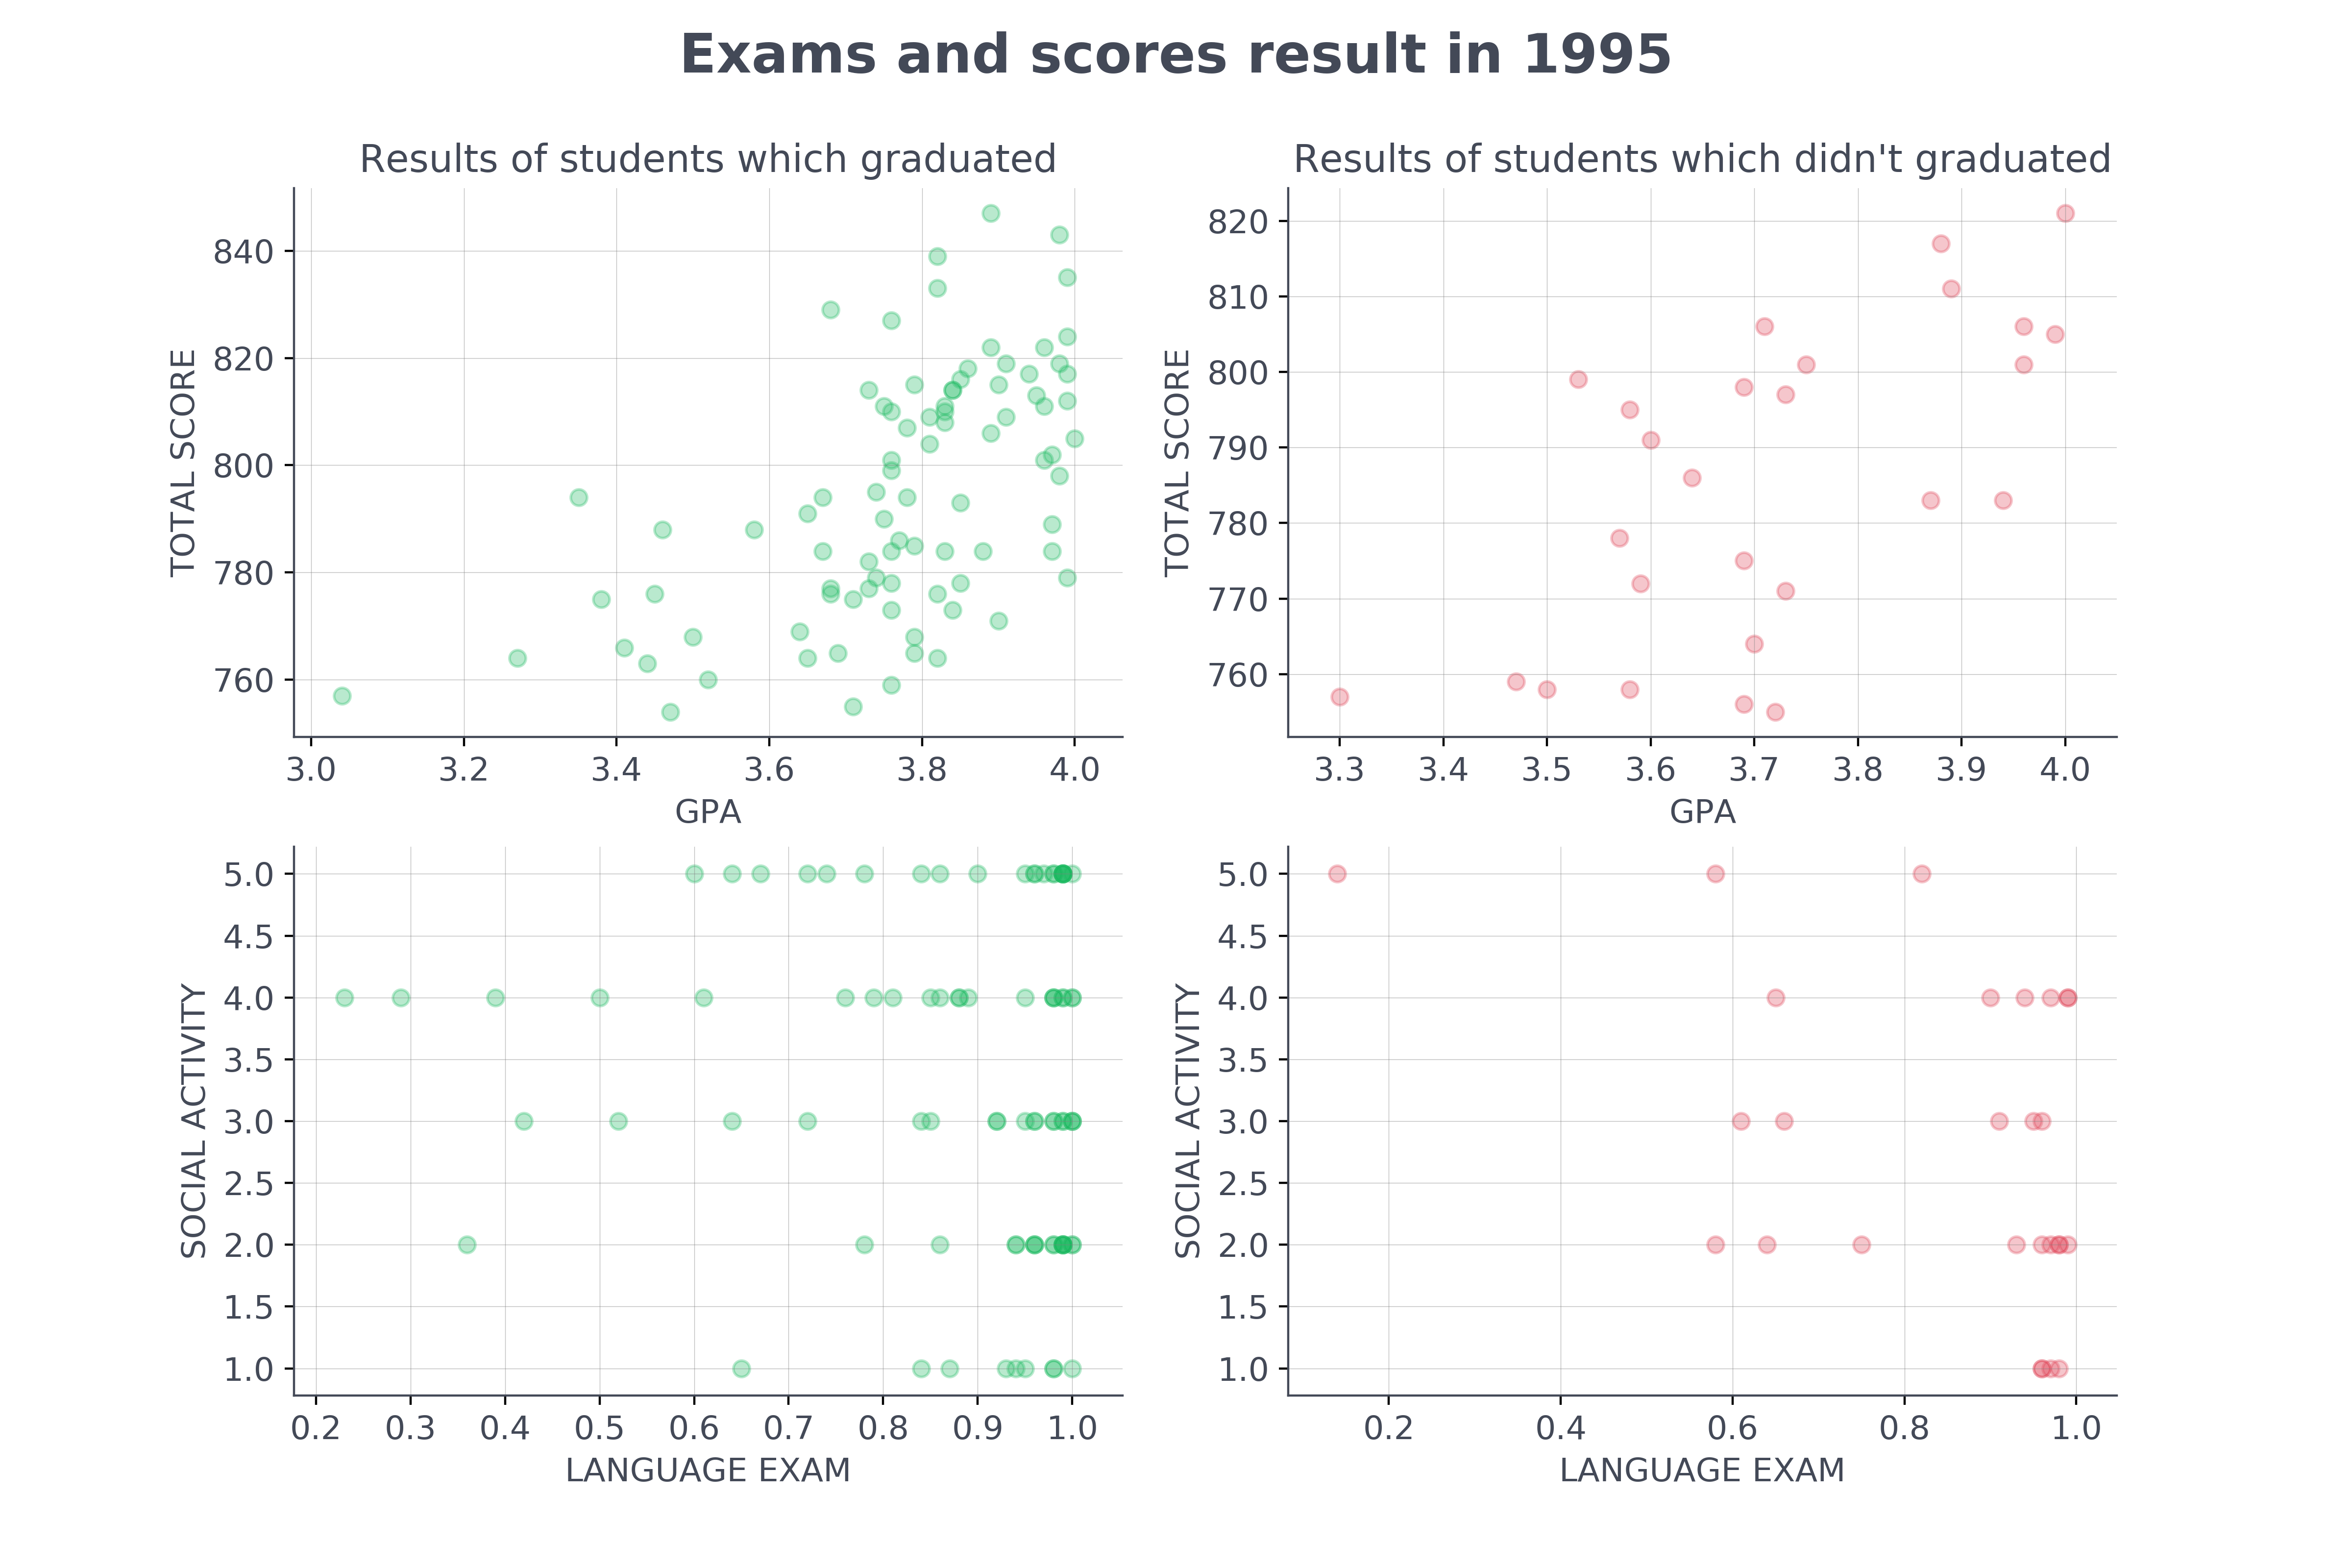 Exams and scores result in 1995
Results of students which graduated
TOTAL SCORE
840
820
800
780
760
3.0 3.2 3.4 3.6 3.8 4.0
GPA
Results of students which didn't graduated
TOTAL SCORE
820
810
800
790
780
770
760
3.3 3.4 3.5 3.6 3.7 3.8 3.9 4.0
GPA
SOCIAL ACTIVITY
5.0
4.5
4.0
3.5
3.0
2.5
2.0
1.5
1.0
0.2 0.3 0.4 0.5 0.6 0.7 0.8 0.9 1.0
LANGUAGE EXAM
SOCIAL ACTIVITY
5.0
4.5
4.0
3.5
3.0
2.5
2.0
1.5
1.0
0.2 0.4 0.6 0.8 1.0
LANGUAGE EXAM